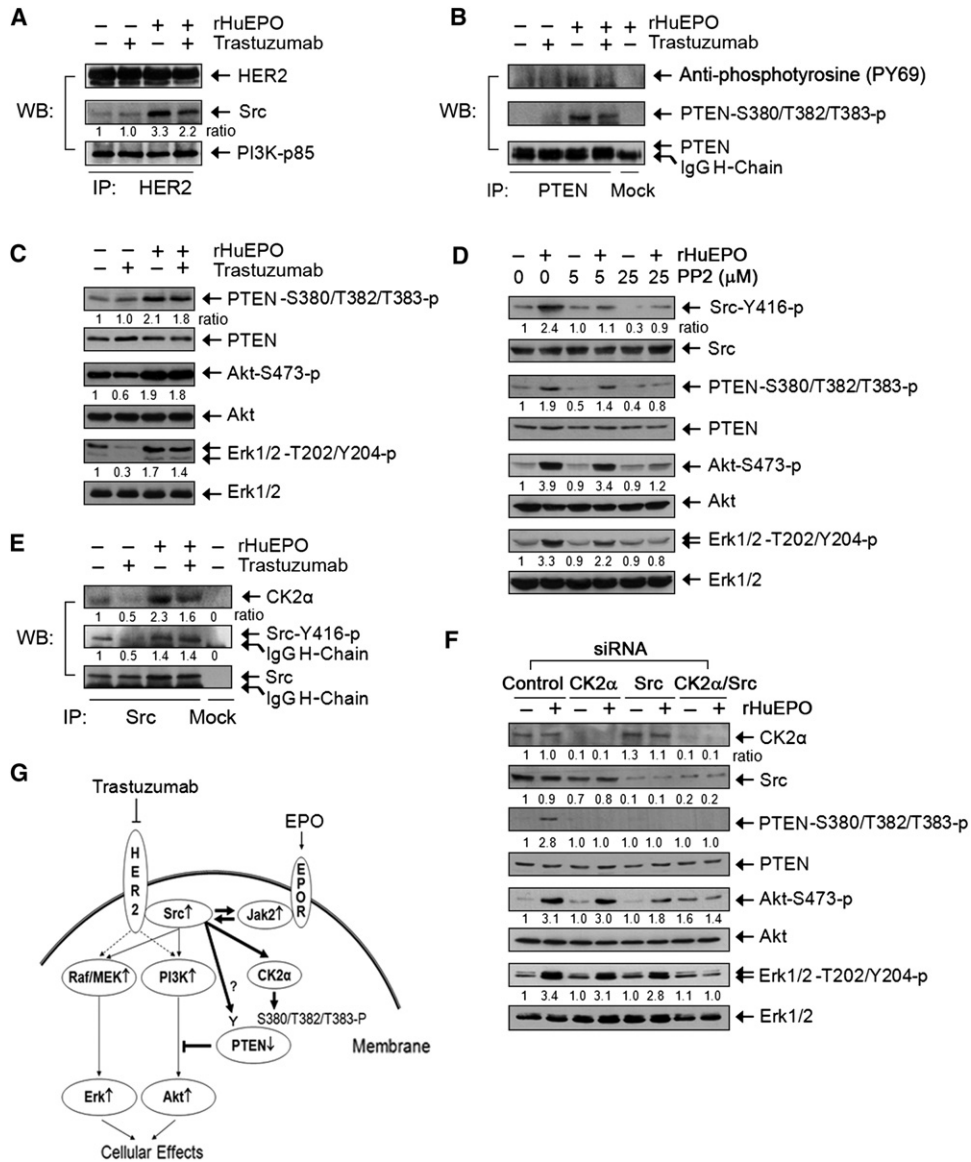 A
− − + + rHuEPO
− + − + Trastuzumab
WB:
HER2
Src
1 1.0 3.3 2.2 ratio
PI3K-p85
IP: HER2
B
− − + + + rHuEPO
− + − + − Trastuzumab
WB:
Anti-phosphotyrosine (PY69)
PTEN-S380/T382/T383-p
PTEN
IgG H-Chain
IP: PTEN Mock
C
− − + + rHuEPO
− + − + Trastuzumab
PTEN-S380/T382/T383-p
1 1.0 2.1 1.8 ratio
PTEN
Akt-S473-p
1 0.6 1.9 1.8
Akt
Erk1/2-T202/Y204-p
1 0.3 1.7 1.4
Erk1/2
D
− + − + − + rHuEPO
0 0 5 5 25 25 PP2 (μM)
Src-Y416-p
1 2.4 1.0 1.1 0.3 0.9 ratio
Src
PTEN-S380/T382/T383-p
1 1.9 0.5 1.4 0.4 0.8
PTEN
Akt-S473-p
1 3.9 0.9 3.4 0.9 1.2
Akt
Erk1/2-T202/Y204-p
1 3.3 0.9 2.2 0.9 0.8
Erk1/2
E
− − + + − rHuEPO
− + − + − Trastuzumab
WB:
CK2α
1 0.5 2.3 1.6 0 ratio
Src-Y416-p
IgG H-Chain
1 0.5 1.4 1.4 0
Src
IgG H-Chain
IP: Src Mock
F
siRNA
Control CK2α Src CK2α/Src
− + − + − + − + rHuEPO
CK2α
1 1.0 0.1 0.1 1.3 1.1 0.1 0.1 ratio
Src
1 0.9 0.7 0.8 0.1 0.1 0.2 0.2
PTEN-S380/T382/T383-p
1 2.8 1.0 1.0 1.0 1.0 1.0 1.0
PTEN
Akt-S473-p
1 3.1 1.0 3.0 1.0 1.8 1.6 1.4
Akt
Erk1/2-T202/Y204-p
1 3.4 1.0 3.1 1.0 2.8 1.1 1.0
Erk1/2
G
Trastuzumab
EPO
HER2
EPOR
Src↑
Jak2↑
Raf/MEK↑
PI3K↑
CK2α
?
Y
S380/T382/T383-P
PTEN↓
Membrane
Erk↑
Akt↑
Cellular Effects